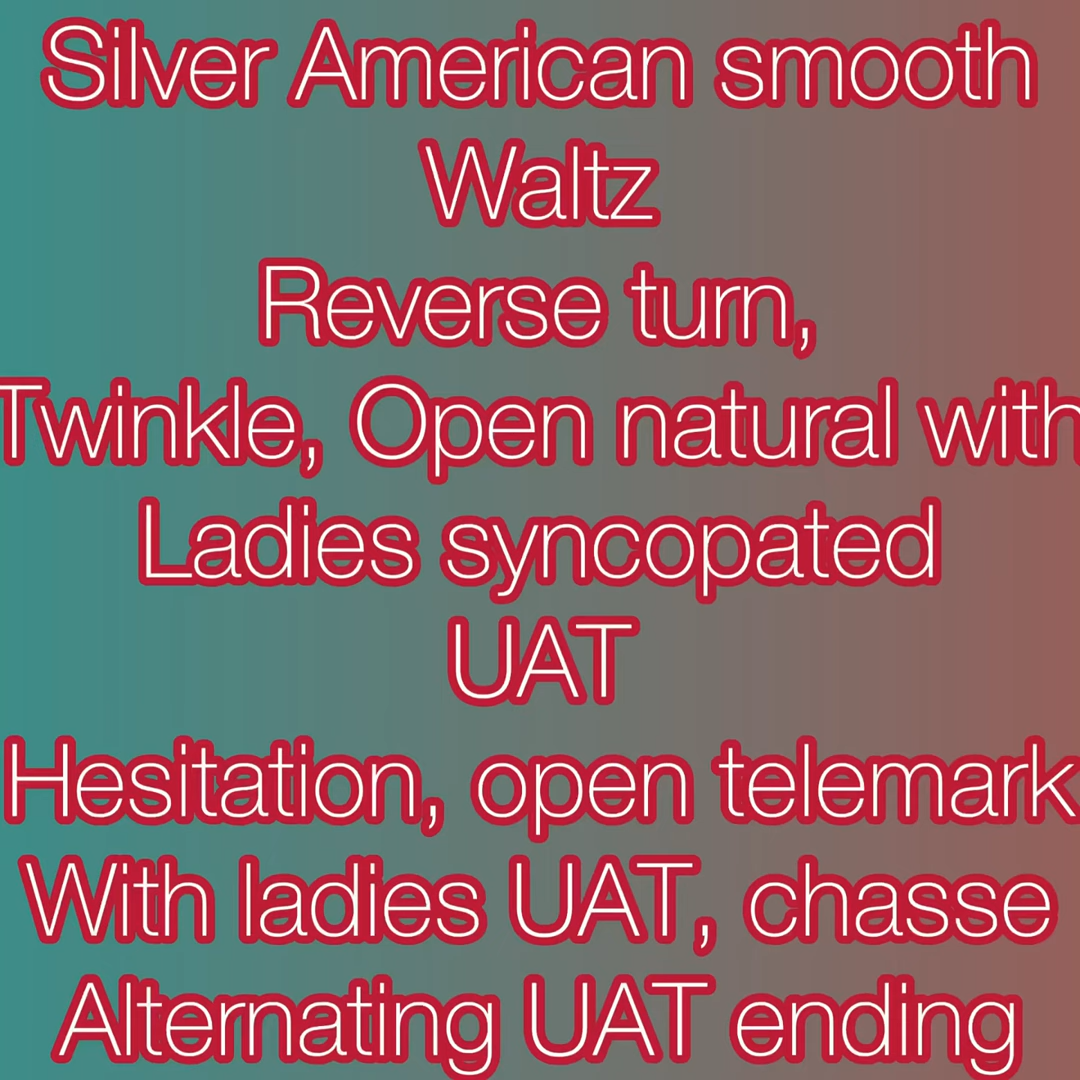 Silver American smooth
Waltz
Reverse turn,
Twinkle, Open natural with
Ladies syncopated
UAT
Hesitation, open telemark
With ladies UAT, chasse
Alternating UAT ending